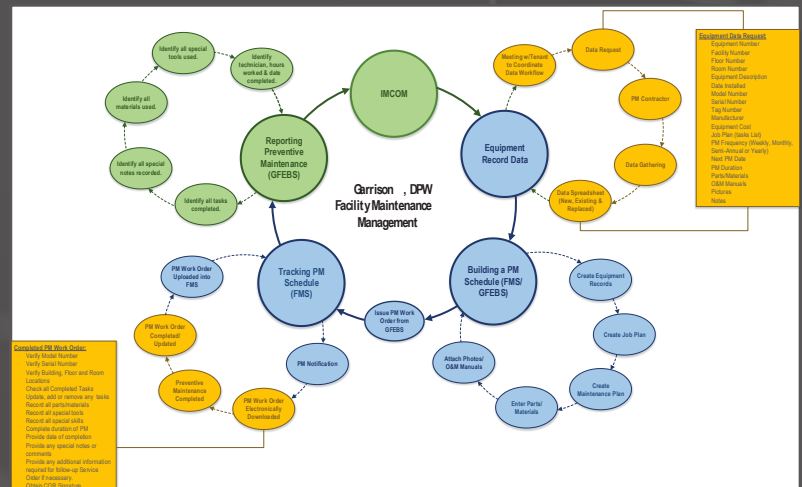 Identify all special
tools used.
Identify
technician, hours
worked & date
completed.
Identify all
materials used.
Identify all special
notes recorded.
Identify all tasks
completed.
Reporting
Preventive
Maintenance
(GFEBS)
IMCOM
Equipment
Record Data
Meeting w/Tenant
to Coordinate
Data Workflow
Data Request
PM Contractor
Data Gathering
Data Spreadsheet
(New, Existing &
Replaced)
Equipment Data Request:
Equipment Number
Facility Number
Floor Number
Room Number
Equipment Description
Date Installed
Model Number
Serial Number
Tag Number
Manufacturer
Equipment Cost
Job Plan (tasks List)
PM Frequency (Weekly, Monthly,
Semi-Annual or Yearly)
Next PM Date
PM Duration
Parts/Materials
O&M Manuals
Pictures
Notes
Garrison , DPW
Facility Maintenance
Management
Tracking PM
Schedule
(FMS)
Building a PM
Schedule (FMS/
GFEBS)
Issue PM Work
Order from
GFEBS
Create Equipment
Records
Create Job Plan
Create
Maintenance Plan
Enter Parts/
Materials
Attach Photos/
O&M Manuals
PM Notification
PM Work Order
Electronically
Downloaded
Preventive
Maintenance
Completed
PM Work Order
Completed/
Updated
PM Work Order
Uploaded into
FMS
Completed PM Work Order:
Verify Model Number
Verify Serial Number
Verify Building, Floor and Room
Locations
Check all Completed Tasks
Update, add or remove any tasks
Record all parts/materials
Record all special tools
Record all special skills
Complete duration of PM
Provide date of completion
Provide any special notes or
comments
Provide any additional information
required for follow-up Service
Order if necessary.
Obtain COR Signature